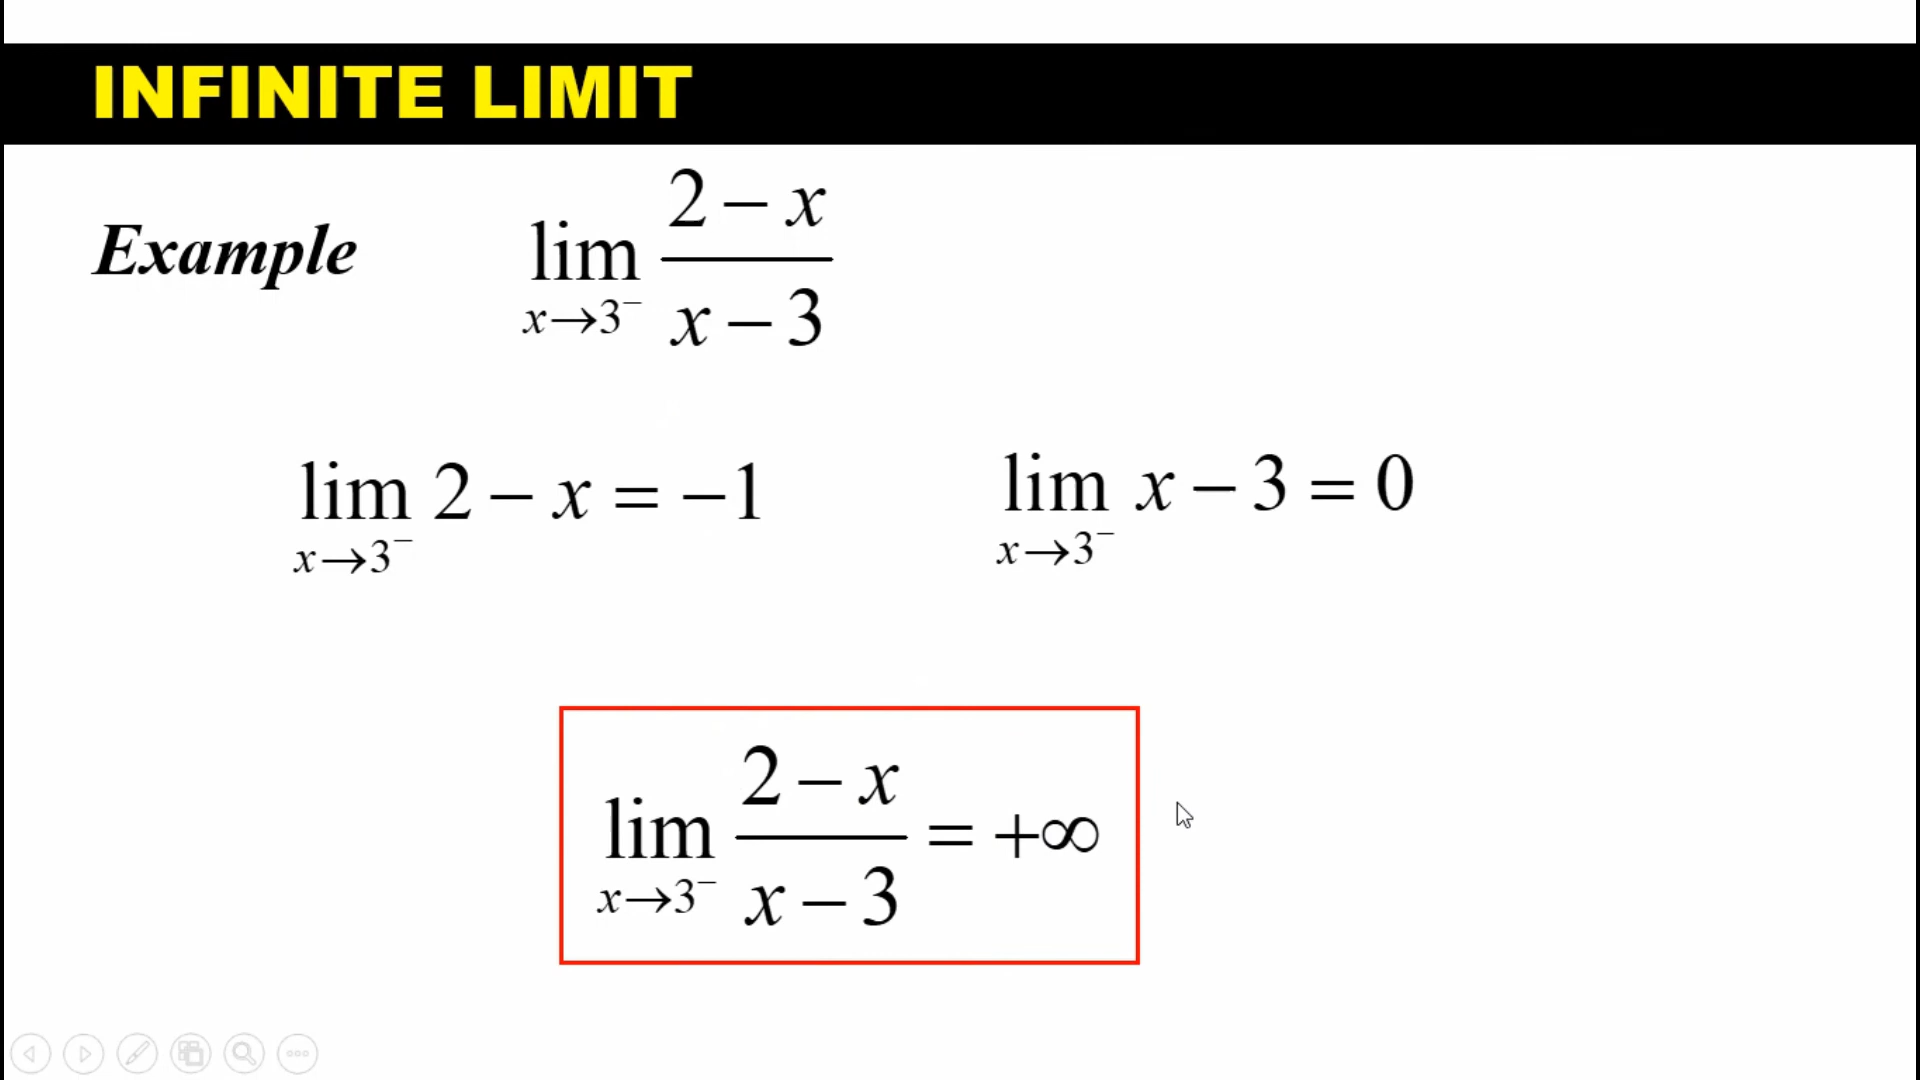 INFINITE LIMIT
Example lim x→3⁻ (2 − x)/(x − 3)
lim x→3⁻ 2 − x = −1
lim x→3⁻ x − 3 = 0
lim x→3⁻ (2 − x)/(x − 3) = +∞